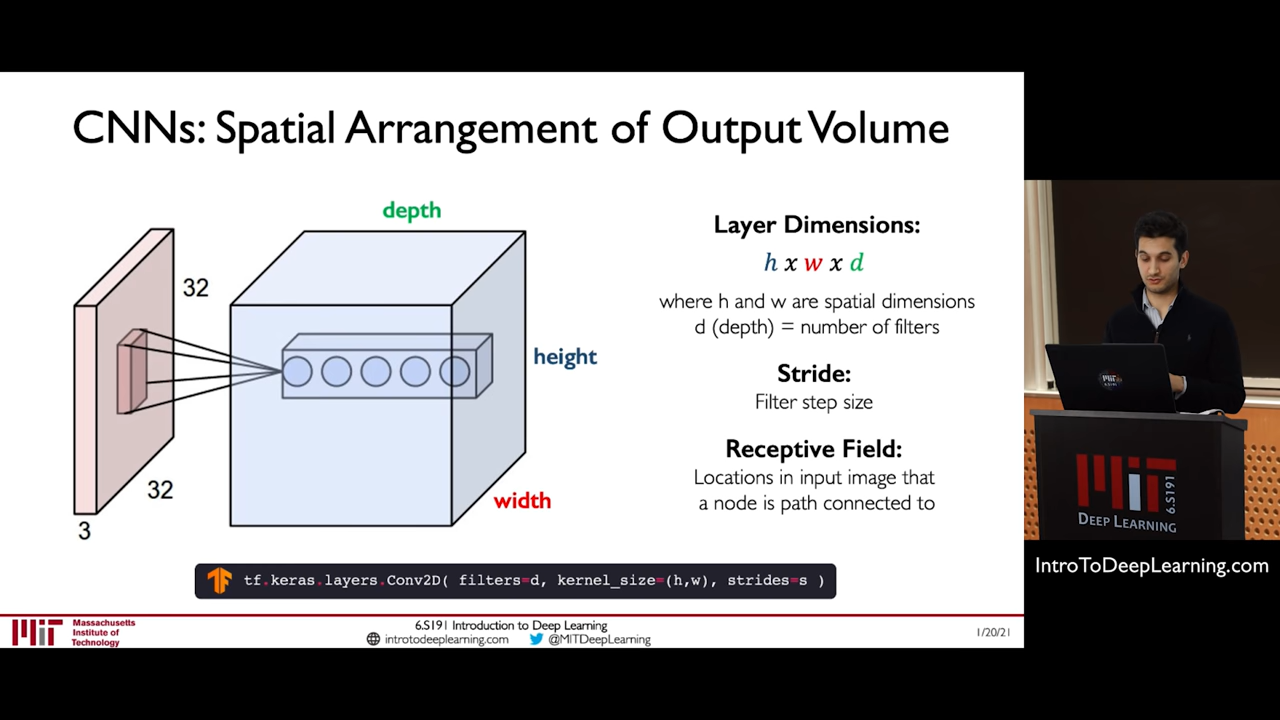 CNNs: Spatial Arrangement of Output Volume
depth
32
height
32
width
3
Layer Dimensions:
h x w x d
where h and w are spatial dimensions
d (depth) = number of filters
Stride:
Filter step size
Receptive Field:
Locations in input image that
a node is path connected to
tf.keras.layers.Conv2D( filters=d, kernel_size=(h,w), strides=s )
Massachusetts
Institute of
Technology
6.S191 Introduction to Deep Learning
introtodeeplearning.com @MITDeepLearning
1/20/21
MIT
6.S191
DEEP LEARNING
IntroToDeepLearning.com